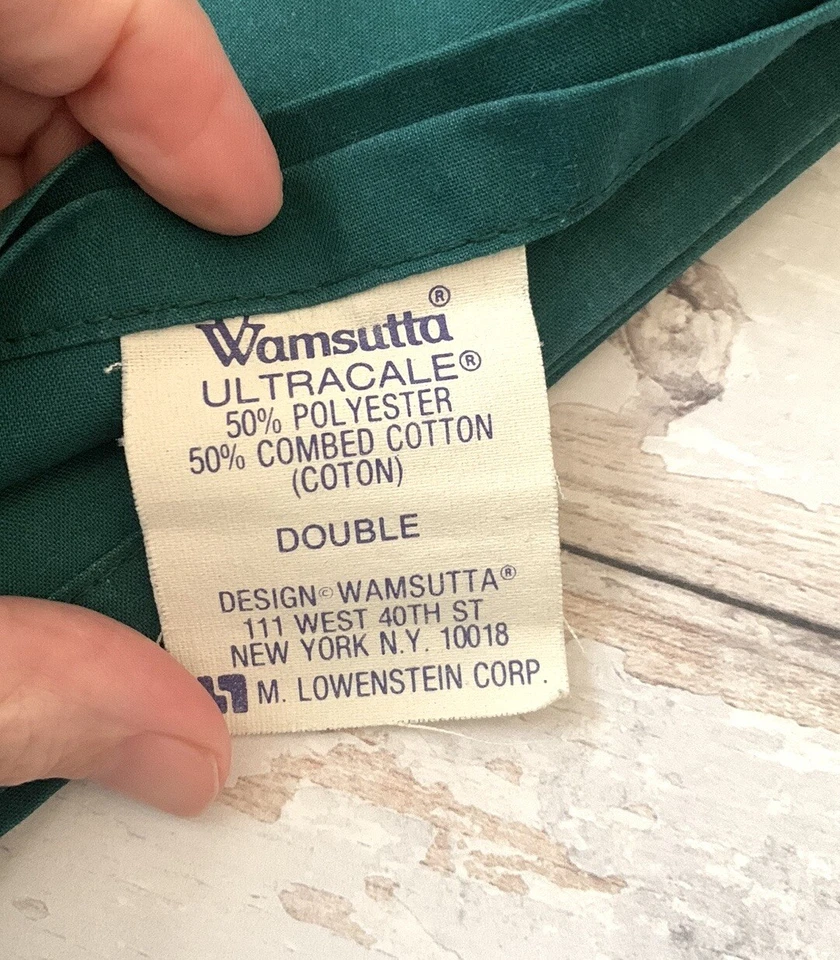 Wamsutta®
ULTRACALE®
50% POLYESTER
50% COMBED COTTON
(COTON)
DOUBLE
DESIGN© WAMSUTTA®
111 WEST 40TH ST
NEW YORK N.Y. 10018
M. LOWENSTEIN CORP.